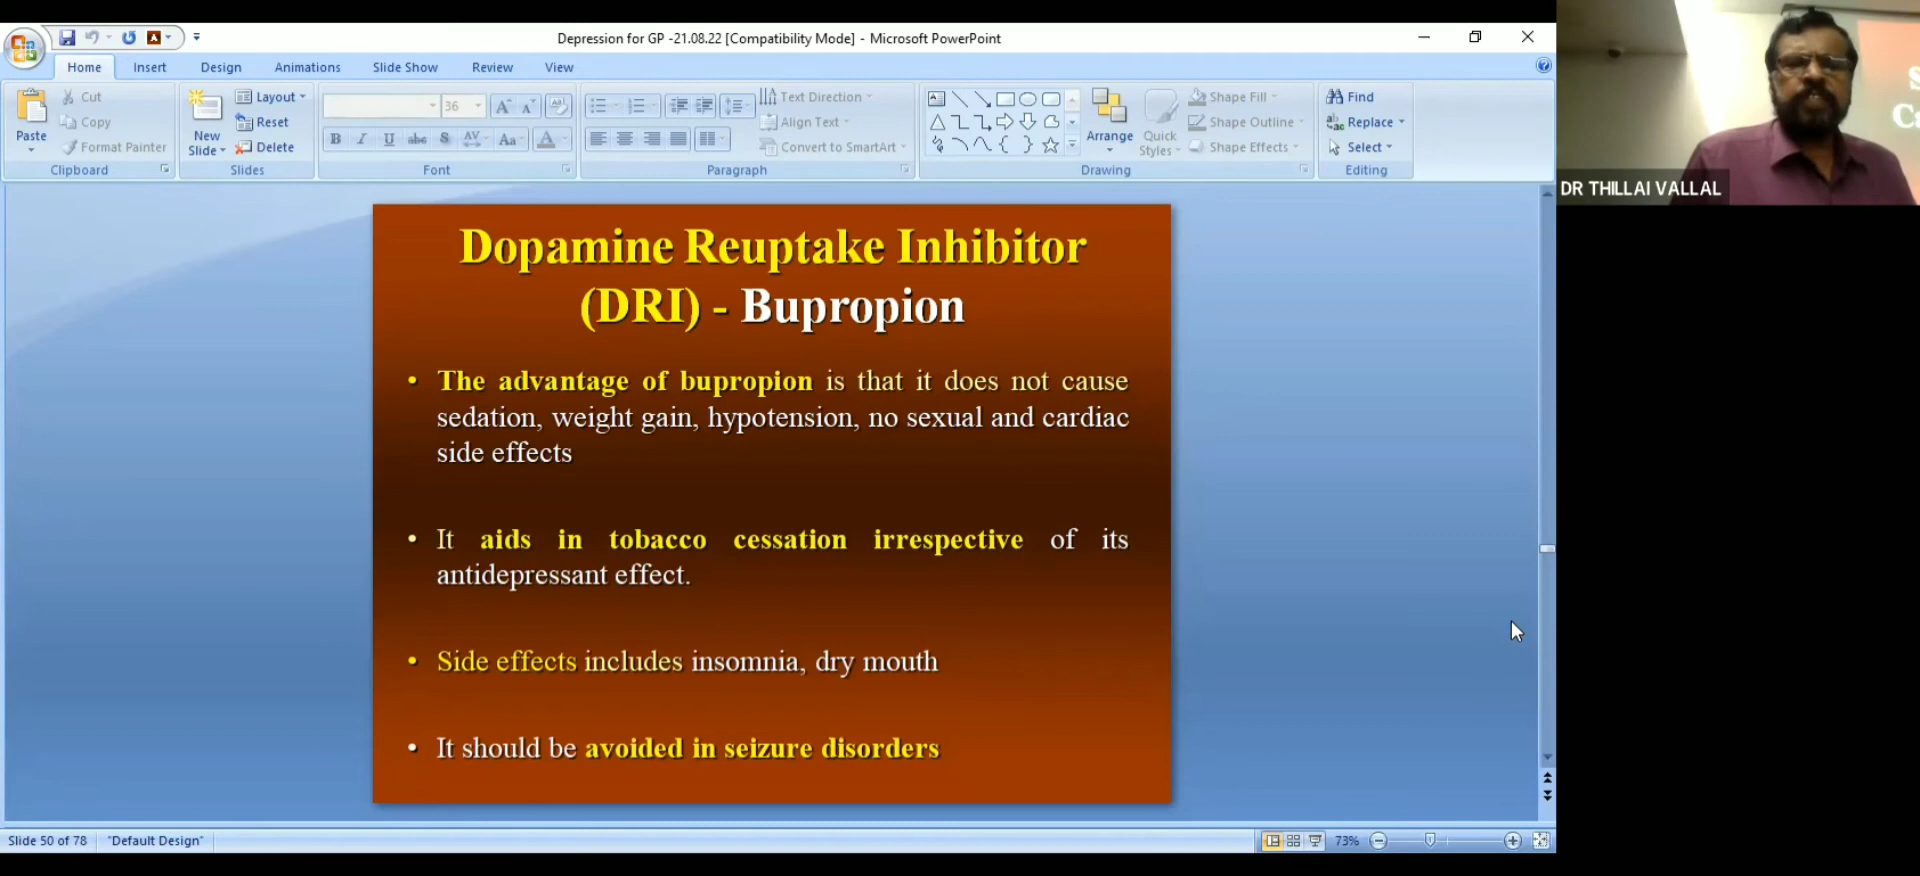 Depression for GP -21.08.22 [Compatibility Mode] - Microsoft PowerPoint
Home Insert Design Animations Slide Show Review View
Paste
Cut
Copy
Format Painter
Clipboard
New Slide
Layout
Reset
Delete
Slides
36
Font
Text Direction
Align Text
Convert to SmartArt
Paragraph
Arrange
Quick Styles
Shape Fill
Shape Outline
Shape Effects
Drawing
Find
Replace
Select
Editing
DR THILLAI VALLAL
Dopamine Reuptake Inhibitor
(DRI) - Bupropion
• The advantage of bupropion is that it does not cause
sedation, weight gain, hypotension, no sexual and cardiac
side effects
• It aids in tobacco cessation irrespective of its
antidepressant effect.
• Side effects includes insomnia, dry mouth
• It should be avoided in seizure disorders
Slide 50 of 78 "Default Design" 73%